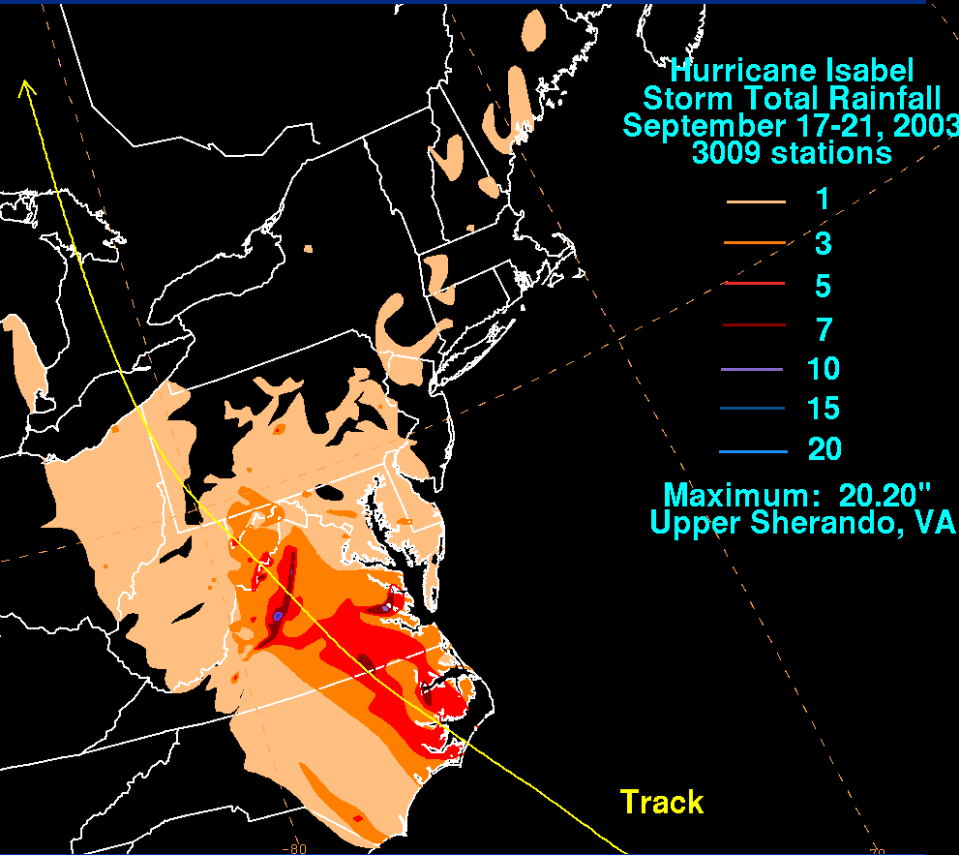 Hurricane Isabel
Storm Total Rainfall
September 17-21, 2003
3009 stations
1
3
5
7
10
15
20
Maximum: 20.20"
Upper Sherando, VA
Track
-80